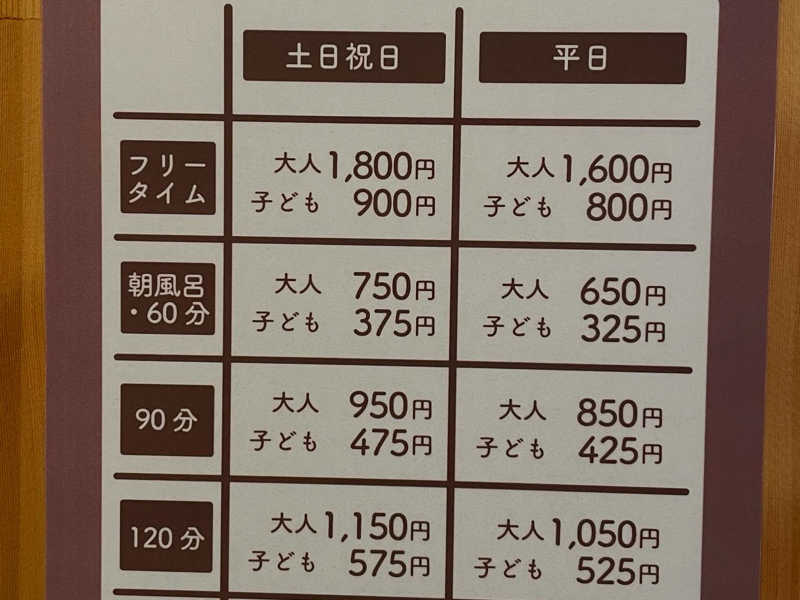 土日祝日 平日
フリータイム
大人 1,800円
子ども 900円
大人 1,600円
子ども 800円
朝風呂
・60分
大人 750円
子ども 375円
大人 650円
子ども 325円
90分
大人 950円
子ども 475円
大人 850円
子ども 425円
120分
大人 1,150円
子ども 575円
大人 1,050円
子ども 525円